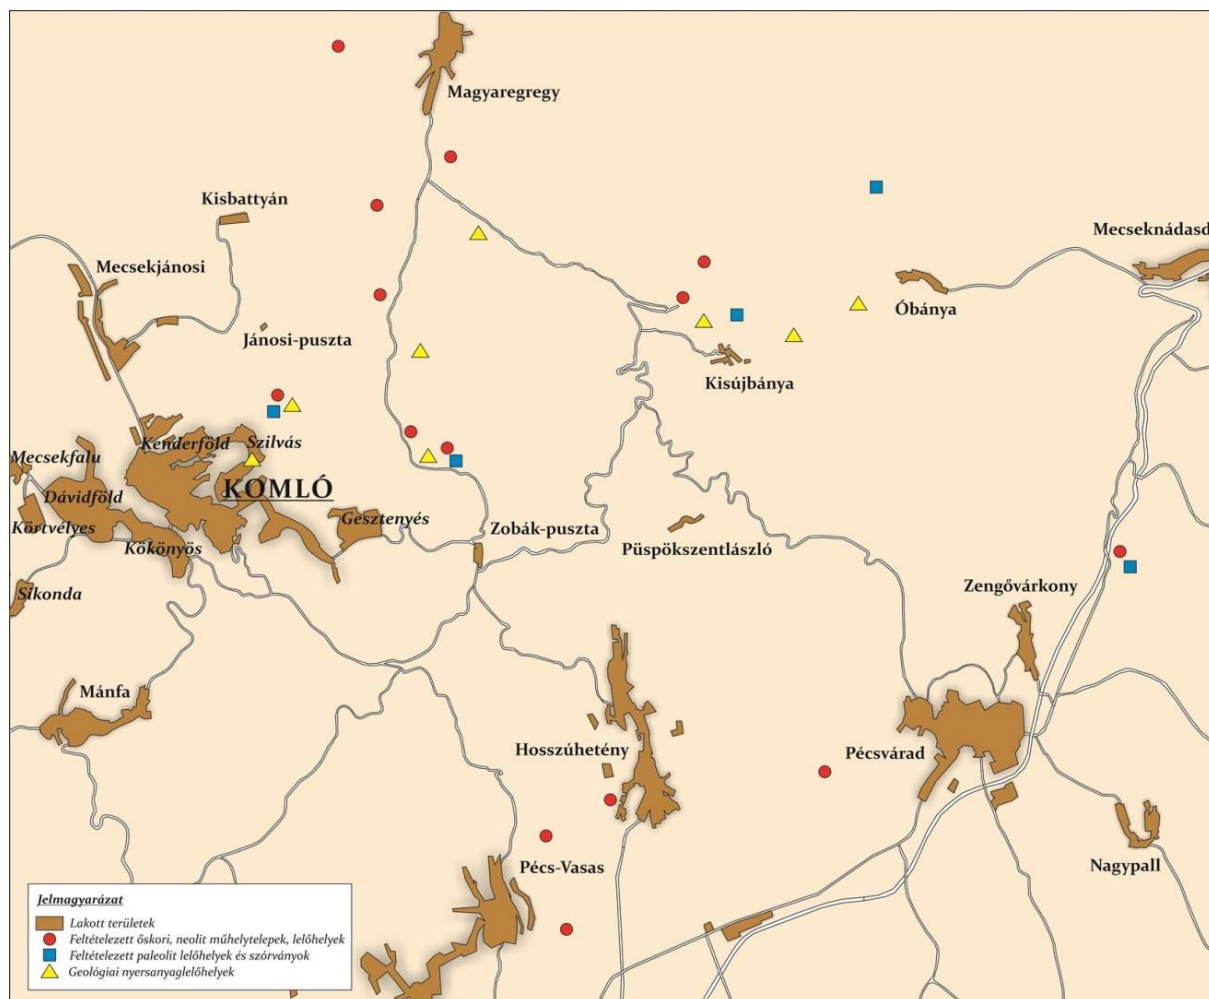 Magyaregregy
Kisbattyán
Mecseknádasd
Mecsekjánosi
Óbánya
Jánosi-puszta
Kisújbánya
Kenderföld
Szilvás
Mecsekfalu
KOMLÓ
Dávidföld
Gesztenyés
Körtvélyes
Zobák-puszta
Kökönyös
Püspökszentlászló
Sikonda
Zengővárkony
Mánfa
Hosszúhetény
Pécsvárad
Pécs-Vasas
Nagypall
Jelmagyarázat
Lakott területek
Feltételezett őskori, neolit műhelytelepek, lelőhelyek
Feltételezett paleolit lelőhelyek és szórványok
Geológiai nyersanyaglelőhelyek